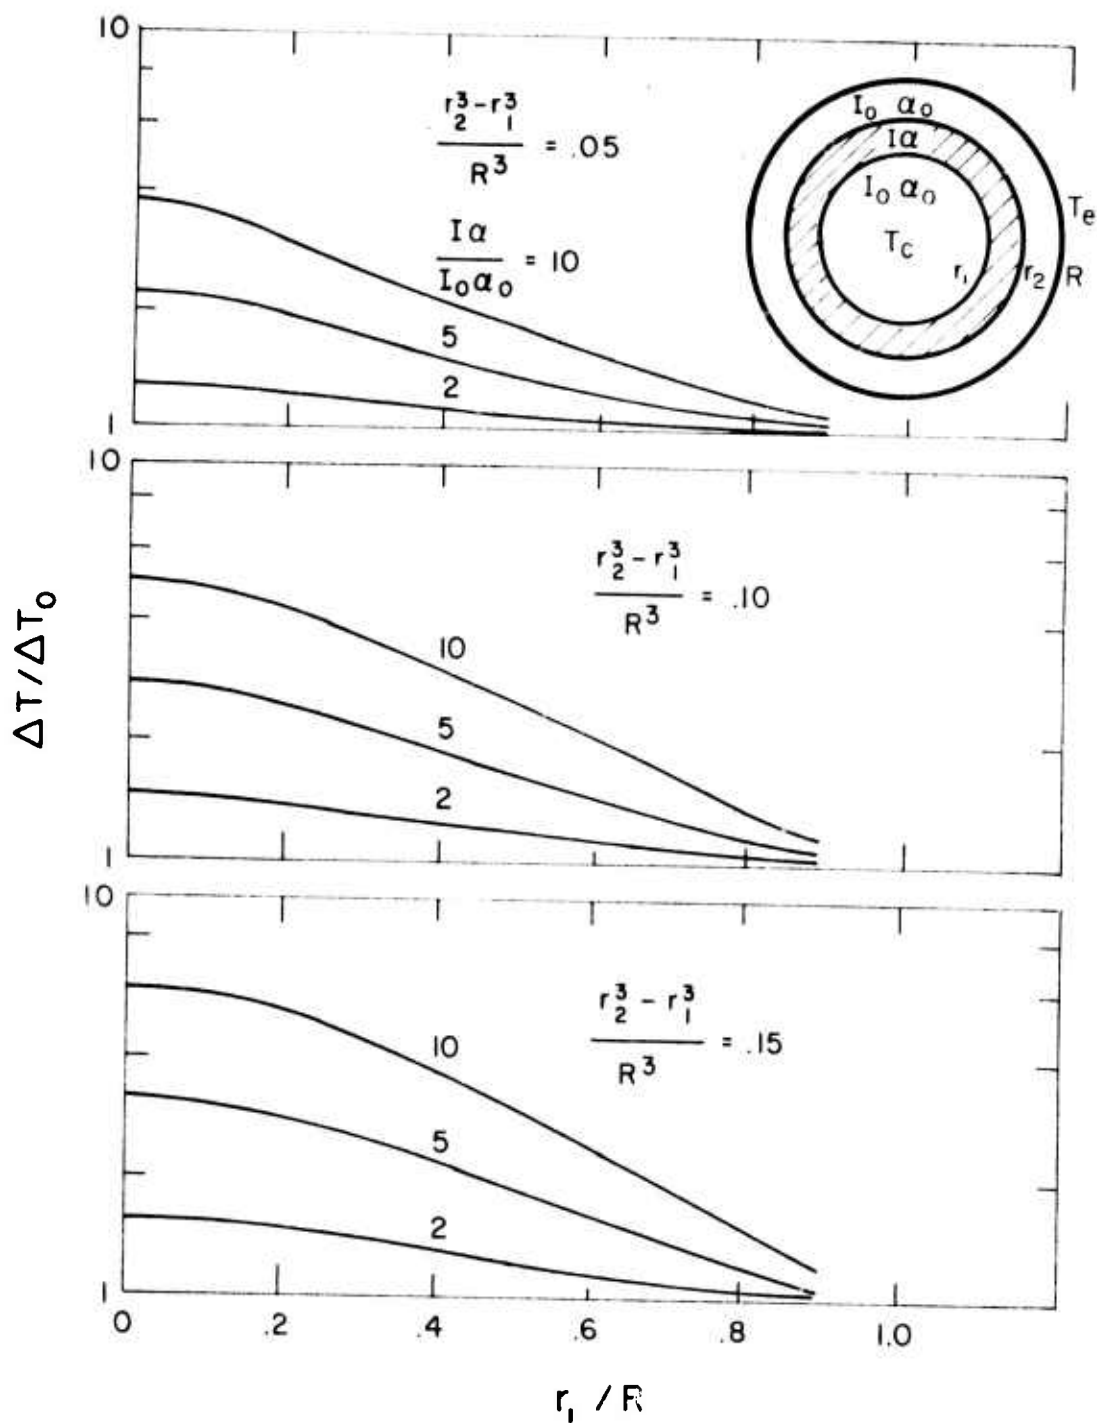 10
r₂³ − r₁³
/ R³ = .05
Iα
/ I₀α₀ = 10
5
2
1
I₀ α₀
Iα
I₀ α₀
T_c
r₁
r₂
R
T_e
10
r₂³ − r₁³
/ R³ = .10
10
5
2
1
ΔT/ΔT₀
10
r₂³ − r₁³
/ R³ = .15
10
5
2
1
0 .2 .4 .6 .8 1.0
r₁ / R